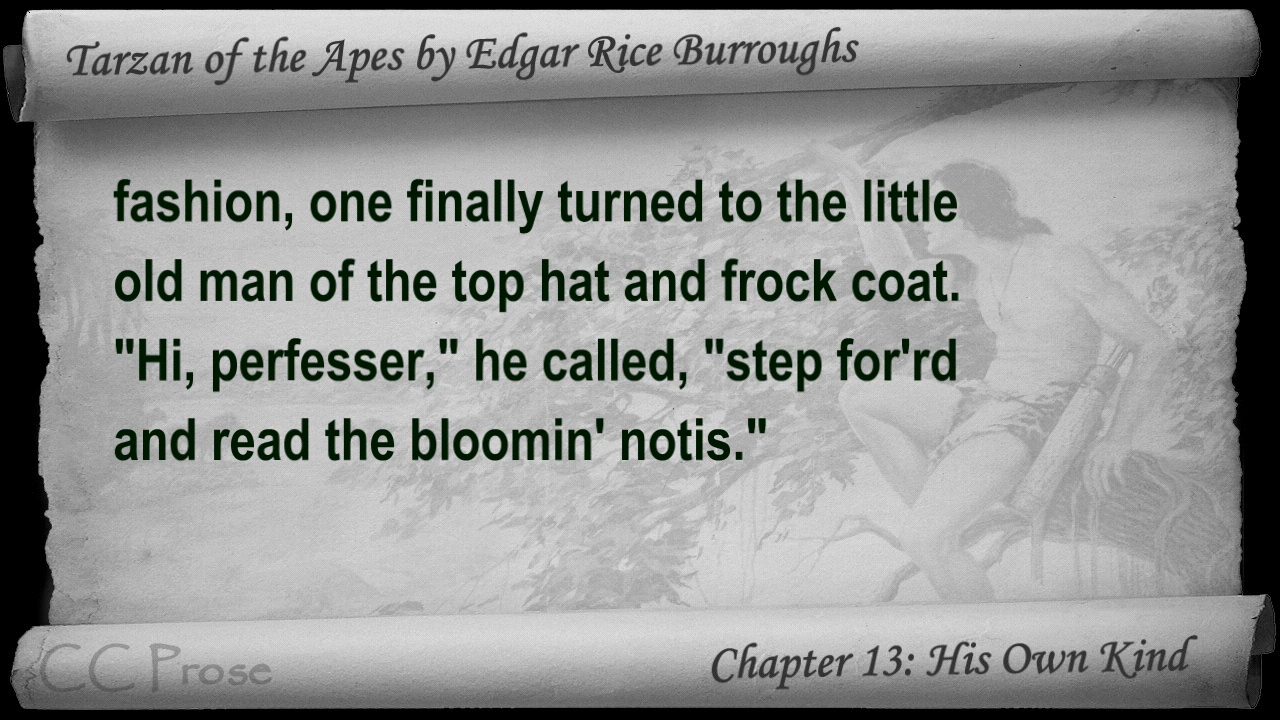 Tarzan of the Apes by Edgar Rice Burroughs
fashion, one finally turned to the little
old man of the top hat and frock coat.
"Hi, perfesser," he called, "step for'rd
and read the bloomin' notis."
CC Prose
Chapter 13: His Own Kind